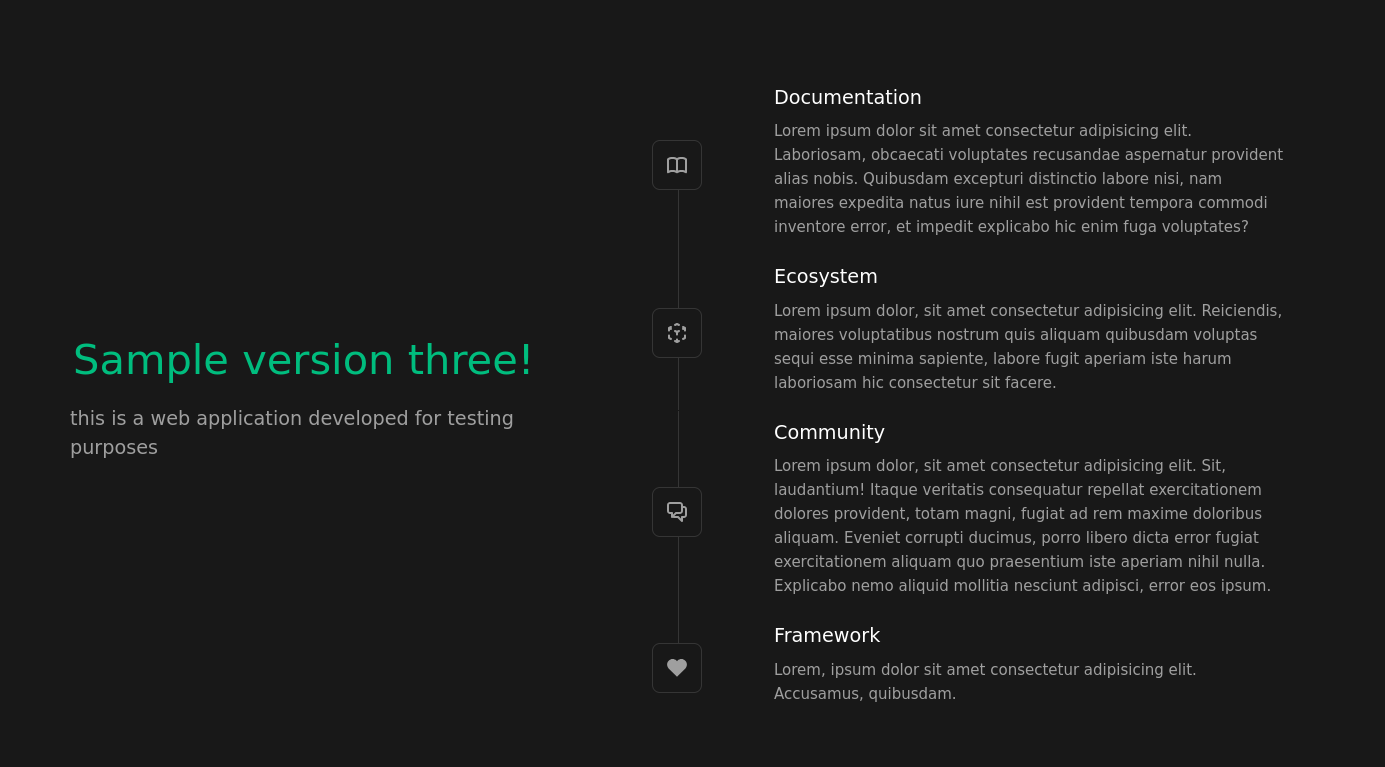 Sample version three!
this is a web application developed for testing
purposes
Documentation
Lorem ipsum dolor sit amet consectetur adipisicing elit.
Laboriosam, obcaecati voluptates recusandae aspernatur provident
alias nobis. Quibusdam excepturi distinctio labore nisi, nam
maiores expedita natus iure nihil est provident tempora commodi
inventore error, et impedit explicabo hic enim fuga voluptates?
Ecosystem
Lorem ipsum dolor, sit amet consectetur adipisicing elit. Reiciendis,
maiores voluptatibus nostrum quis aliquam quibusdam voluptas
sequi esse minima sapiente, labore fugit aperiam iste harum
laboriosam hic consectetur sit facere.
Community
Lorem ipsum dolor, sit amet consectetur adipisicing elit. Sit,
laudantium! Itaque veritatis consequatur repellat exercitationem
dolores provident, totam magni, fugiat ad rem maxime doloribus
aliquam. Eveniet corrupti ducimus, porro libero dicta error fugiat
exercitationem aliquam quo praesentium iste aperiam nihil nulla.
Explicabo nemo aliquid mollitia nesciunt adipisci, error eos ipsum.
Framework
Lorem, ipsum dolor sit amet consectetur adipisicing elit.
Accusamus, quibusdam.